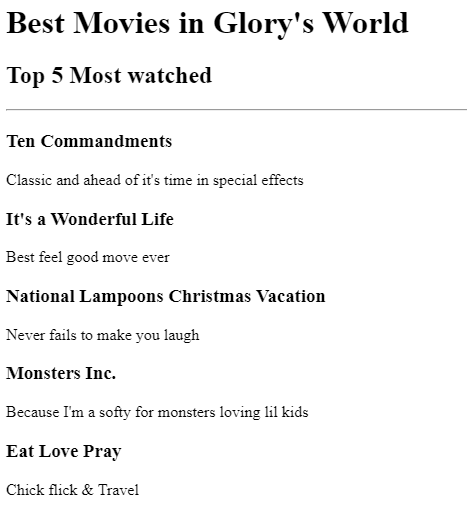 Best Movies in Glory's World
Top 5 Most watched
Ten Commandments
Classic and ahead of it's time in special effects
It's a Wonderful Life
Best feel good move ever
National Lampoons Christmas Vacation
Never fails to make you laugh
Monsters Inc.
Because I'm a softy for monsters loving lil kids
Eat Love Pray
Chick flick & Travel